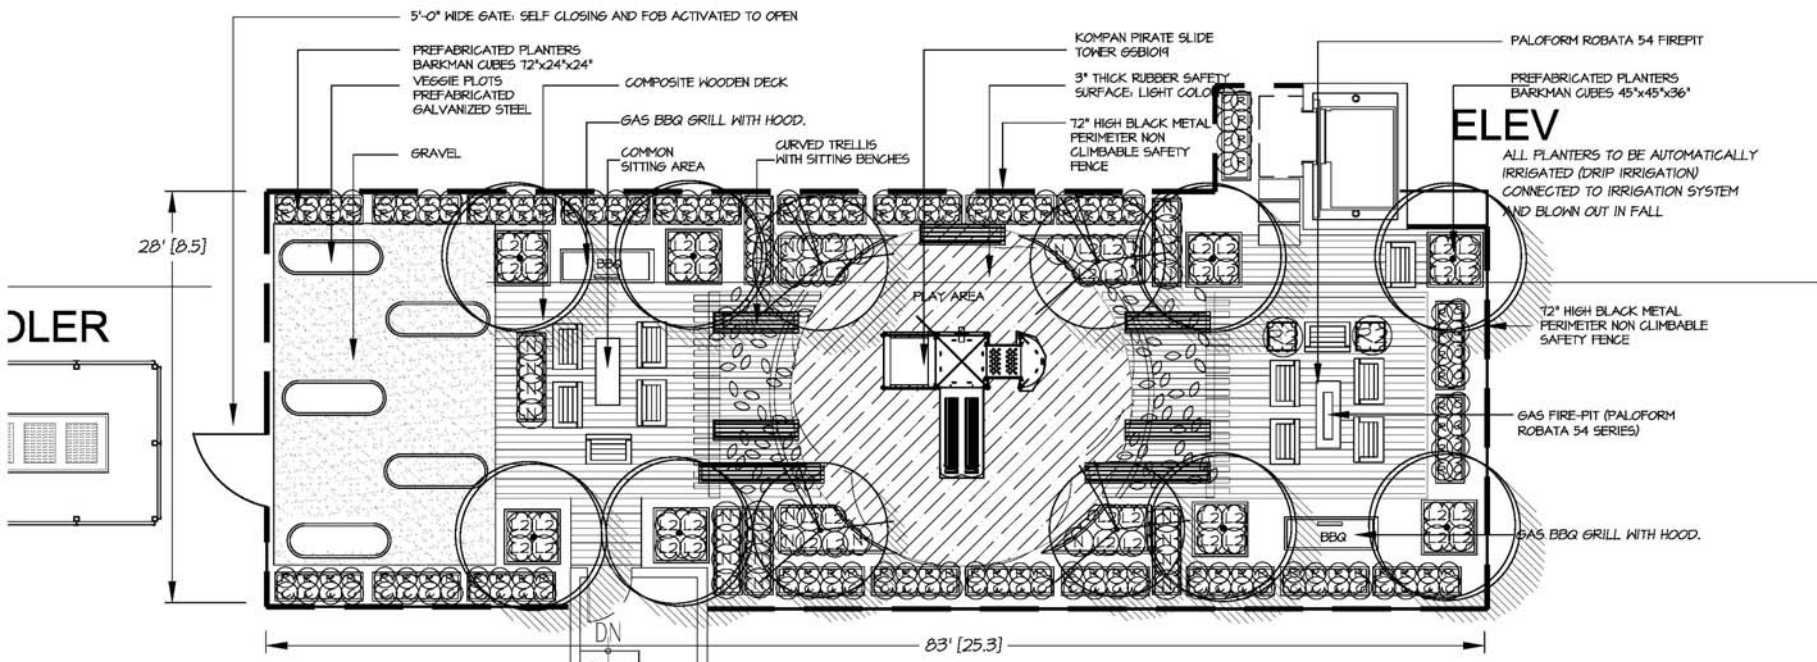 5'-0" WIDE GATE: SELF CLOSING AND FOB ACTIVATED TO OPEN
PREFABRICATED PLANTERS
BARKMAN CUBES 72"x24"x24"
VEGGIE PLOTS
PREFABRICATED
GALVANIZED STEEL
COMPOSITE WOODEN DECK
GAS BBQ GRILL WITH HOOD.
GRAVEL
COMMON
SITTING AREA
CURVED TRELLIS
WITH SITTING BENCHES
KOMPAN PIRATE SLIDE
TOWER GSB1019
3" THICK RUBBER SAFETY
SURFACE: LIGHT
72" HIGH BLACK METAL
PERIMETER NON
CLIMBABLE SAFETY
FENCE
PALOFORM ROBATA 54 FIREPIT
PREFABRICATED PLANTERS
BARKMAN CUBES 45"x45"x36"
ELEV
ALL PLANTERS TO BE AUTOMATICALLY
IRRIGATED (DRIP IRRIGATION)
CONNECTED TO IRRIGATION SYSTEM
AND BLOWN OUT IN FALL
28' [8.5]
BBQ
PLAY AREA
OLER
72" HIGH BLACK METAL
PERIMETER NON CLIMBABLE
SAFETY FENCE
GAS FIRE-PIT (PALOFORM
ROBATA 54 SERIES)
BBQ
GAS BBQ GRILL WITH HOOD.
DN
83' [25.3]